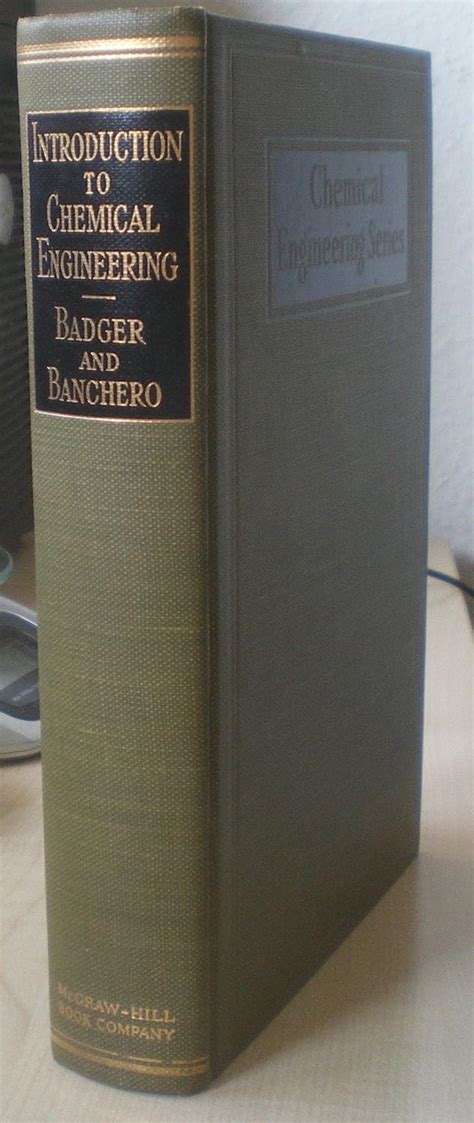 INTRODUCTION
TO
CHEMICAL
ENGINEERING
BADGER
AND
BANCHERO
McGRAW-HILL
BOOK COMPANY
Chemical
Engineering Series